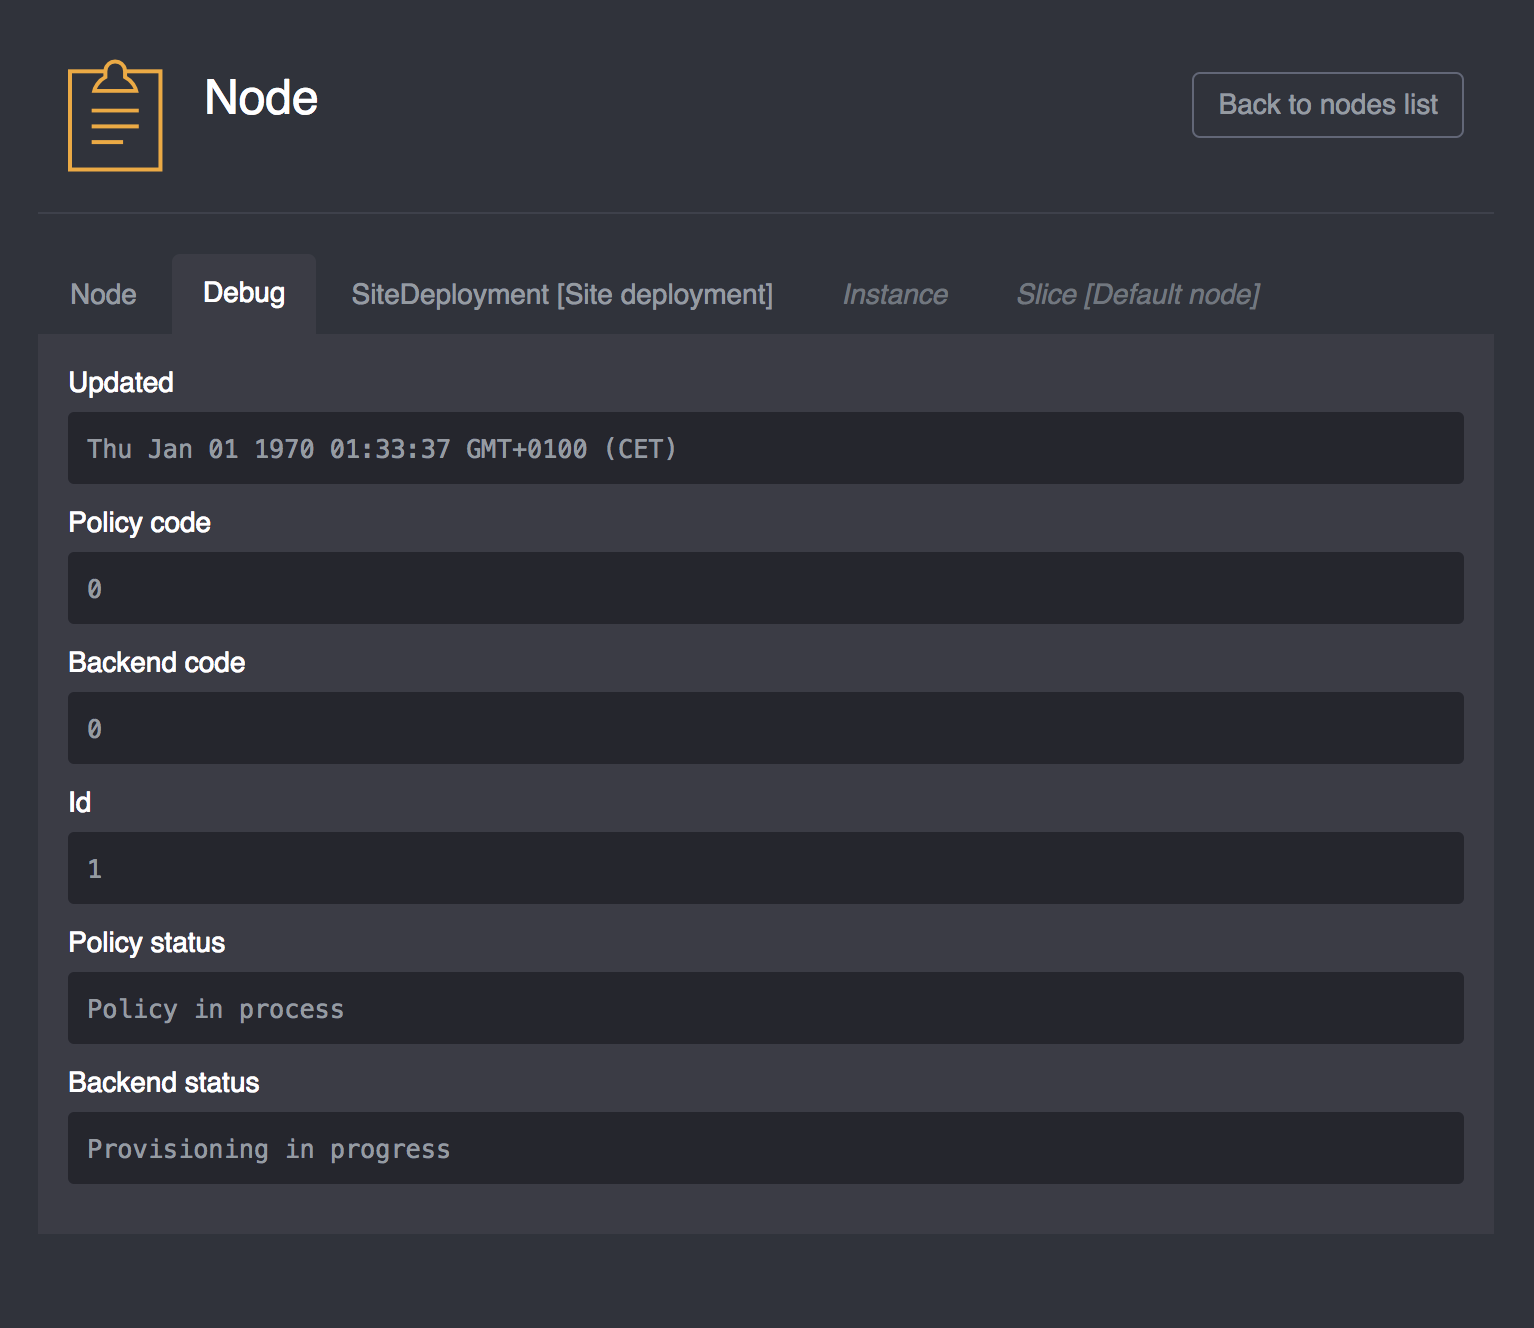 Node
Back to nodes list
Node
Debug
SiteDeployment [Site deployment]
Instance
Slice [Default node]
Updated
Thu Jan 01 1970 01:33:37 GMT+0100 (CET)
Policy code
0
Backend code
0
Id
1
Policy status
Policy in process
Backend status
Provisioning in progress